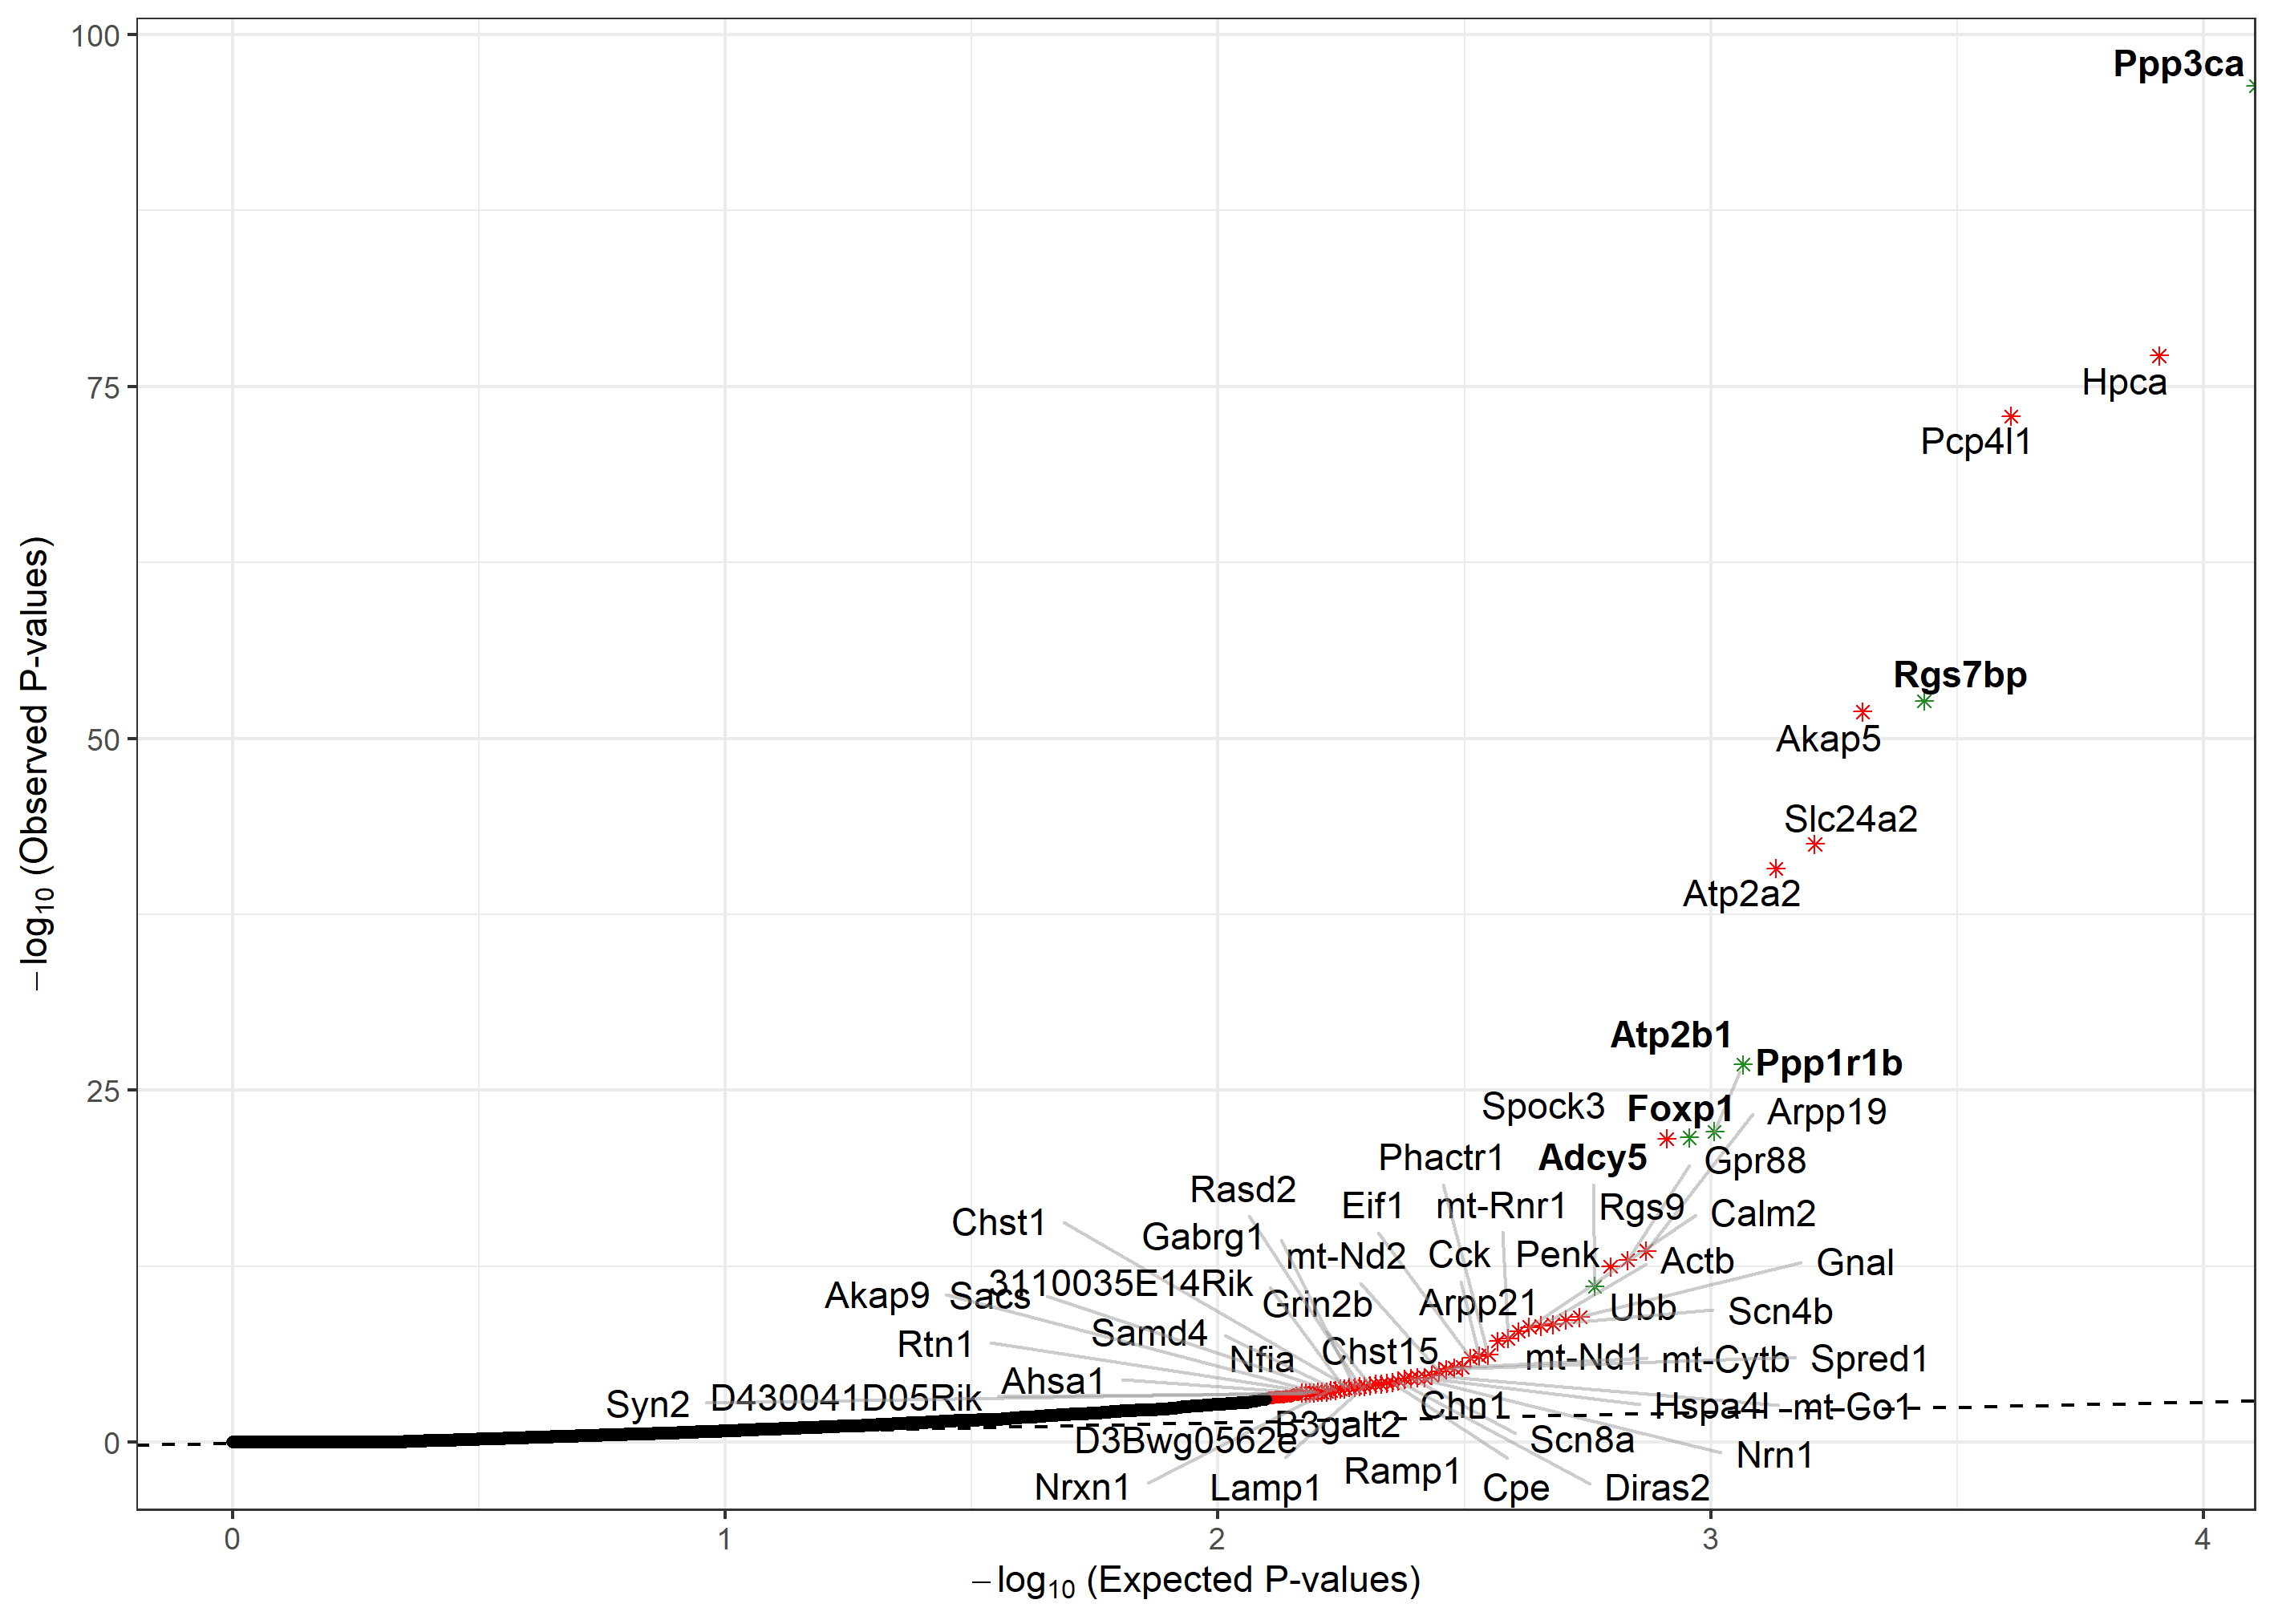 100
Ppp3ca
75
Hpca
Pcp4l1
Rgs7bp
50
Akap5
Slc24a2
Atp2a2
Atp2b1
Ppp1r1b
25
Spock3
Foxp1
Arpp19
Phactr1
Adcy5
Gpr88
Rasd2
Eif1
mt-Rnr1
Rgs9
Calm2
Chst1
Gabrg1
mt-Nd2
Cck
Penk
Actb
Gnal
Akap9
Sacs
3110035E14Rik
Grin2b
Arpp21
Ubb
Scn4b
Rtn1
Samd4
Nfia
Chst15
mt-Nd1
mt-Cytb
Spred1
Syn2
D430041D05Rik
Ahsa1
Chn1
Hspa4l
mt-Co1
0
D3Bwg0562e
B3galt2
Scn8a
Nrn1
Nrxn1
Lamp1
Ramp1
Cpe
Diras2
0 1 2 3 4
−log10 (Expected P-values)
−log10 (Observed P-values)